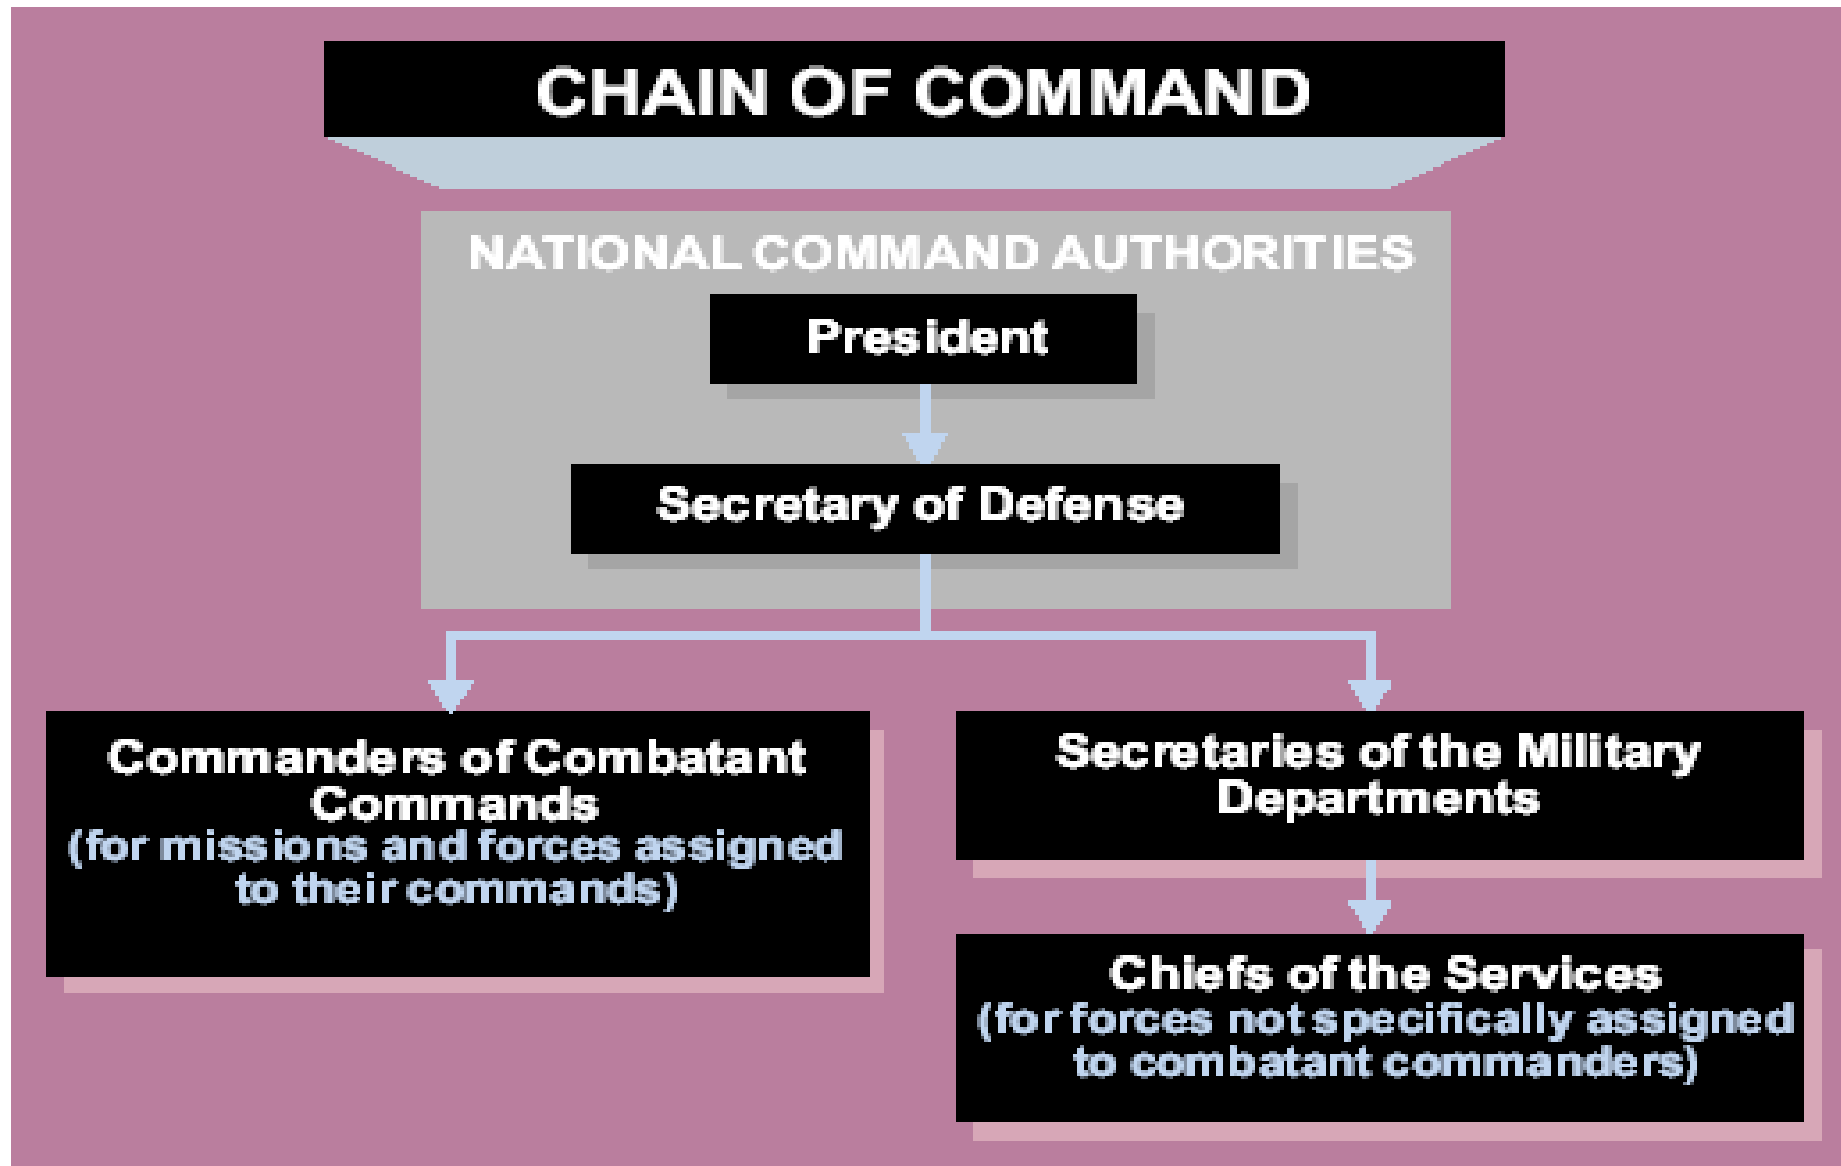 CHAIN OF COMMAND
NATIONAL COMMAND AUTHORITIES
President
Secretary of Defense
Commanders of Combatant
Commands
(for missions and forces assigned
to their commands)
Secretaries of the Military
Departments
Chiefs of the Services
(for forces not specifically assigned
to combatant commanders)